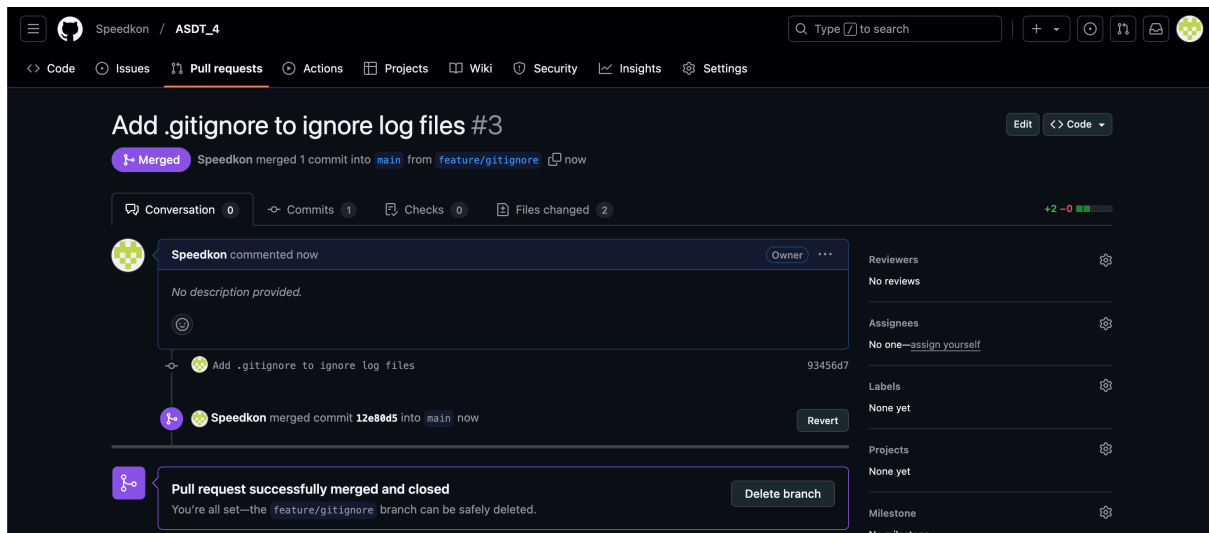 Speedkon / ASDT_4
Type / to search
Code Issues Pull requests Actions Projects Wiki Security Insights Settings
Add .gitignore to ignore log files #3
Edit <> Code
Merged Speedkon merged 1 commit into main from feature/gitignore now
Conversation 0 Commits 1 Checks 0 Files changed 2
+2 −0
Speedkon commented now
Owner ...
No description provided.
Add .gitignore to ignore log files 93456d7
Speedkon merged commit 12e80d5 into main now
Revert
Pull request successfully merged and closed
You're all set—the feature/gitignore branch can be safely deleted.
Delete branch
Reviewers
No reviews
Assignees
No one—assign yourself
Labels
None yet
Projects
None yet
Milestone